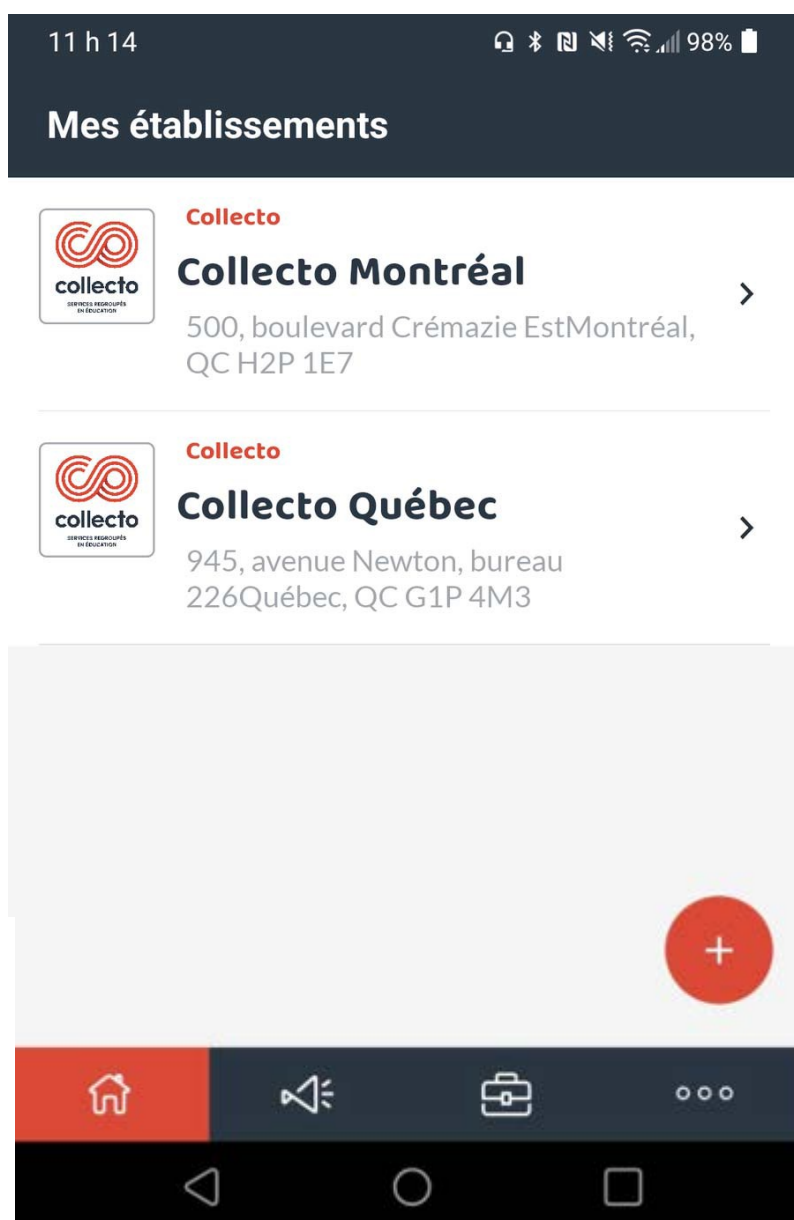 11 h 14 98%
Mes établissements
Collecto
Collecto Montréal
500, boulevard Crémazie EstMontréal,
QC H2P 1E7
collecto
SERVICES REGROUPÉS
EN ÉDUCATION
Collecto
Collecto Québec
945, avenue Newton, bureau
226Québec, QC G1P 4M3
collecto
SERVICES REGROUPÉS
EN ÉDUCATION